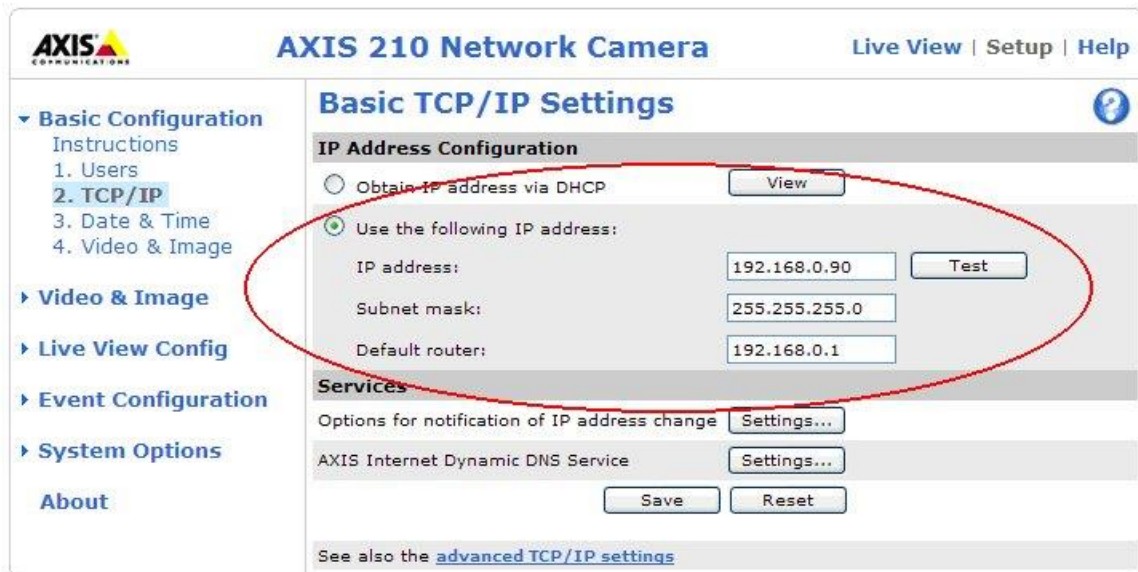 AXIS
COMMUNICATIONS
AXIS 210 Network Camera
Live View | Setup | Help
Basic Configuration
Instructions
1. Users
2. TCP/IP
3. Date & Time
4. Video & Image
Video & Image
Live View Config
Event Configuration
System Options
About
Basic TCP/IP Settings
?
IP Address Configuration
Obtain IP address via DHCP View
Use the following IP address:
IP address: 192.168.0.90 Test
Subnet mask: 255.255.255.0
Default router: 192.168.0.1
Services
Options for notification of IP address change Settings...
AXIS Internet Dynamic DNS Service Settings...
Save Reset
See also the advanced TCP/IP settings